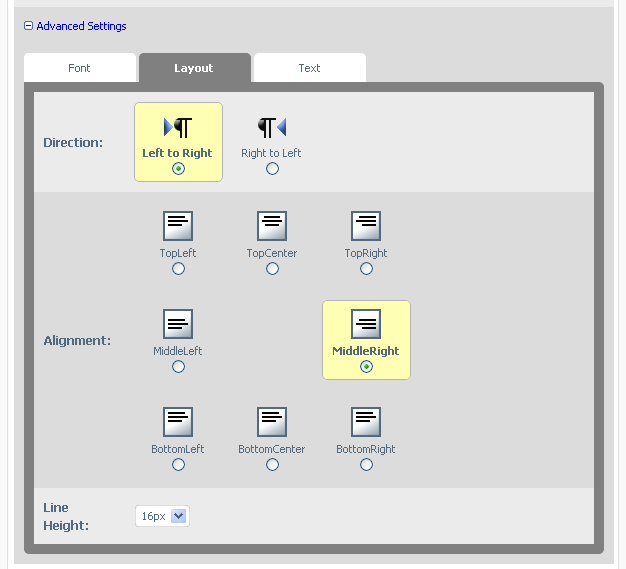 Advanced Settings
Font Layout Text
Direction:
Left to Right Right to Left
TopLeft TopCenter TopRight
Alignment:
MiddleLeft MiddleRight
BottomLeft BottomCenter BottomRight
Line
Height:
16px